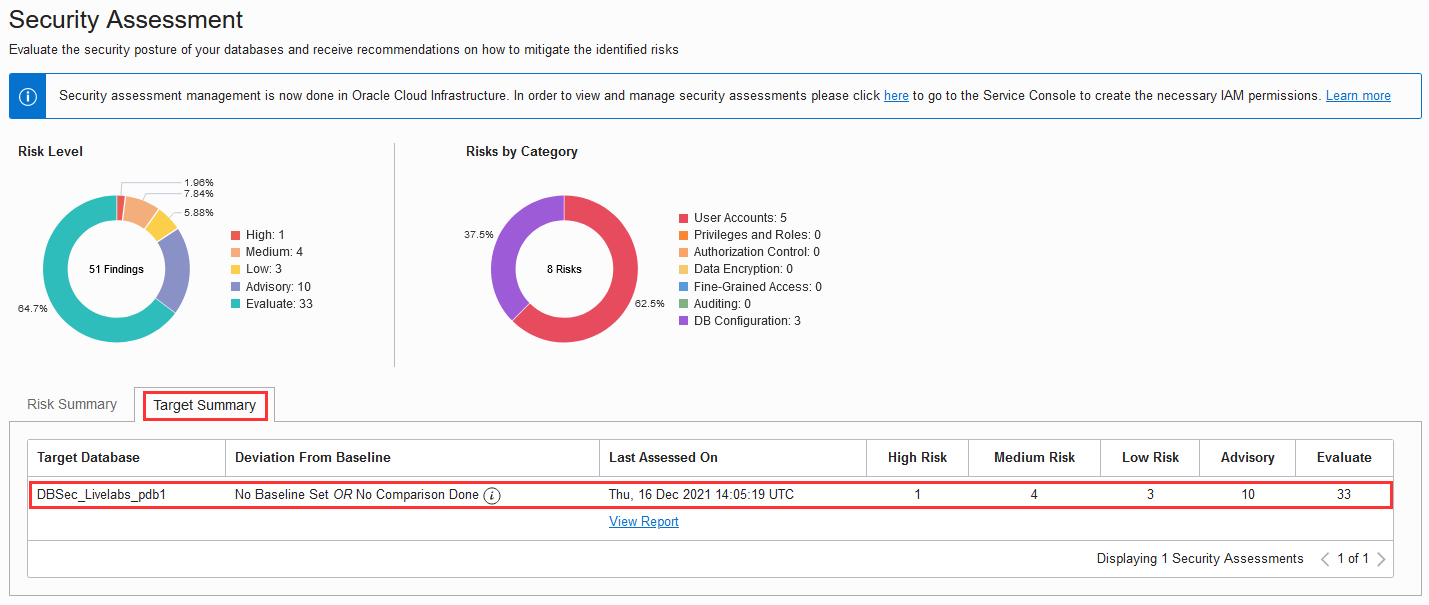 Security Assessment
Evaluate the security posture of your databases and receive recommendations on how to mitigate the identified risks
Security assessment management is now done in Oracle Cloud Infrastructure. In order to view and manage security assessments please click here to go to the Service Console to create the necessary IAM permissions. Learn more
Risk Level
1.96%
7.84%
5.88%
64.7%
51 Findings
High: 1
Medium: 4
Low: 3
Advisory: 10
Evaluate: 33
Risks by Category
37.5%
62.5%
8 Risks
User Accounts: 5
Privileges and Roles: 0
Authorization Control: 0
Data Encryption: 0
Fine-Grained Access: 0
Auditing: 0
DB Configuration: 3
Risk Summary Target Summary
Target Database Deviation From Baseline Last Assessed On High Risk Medium Risk Low Risk Advisory Evaluate
DBSec_Livelabs_pdb1 No Baseline Set OR No Comparison Done Thu, 16 Dec 2021 14:05:19 UTC 1 4 3 10 33
View Report
Displaying 1 Security Assessments 1 of 1